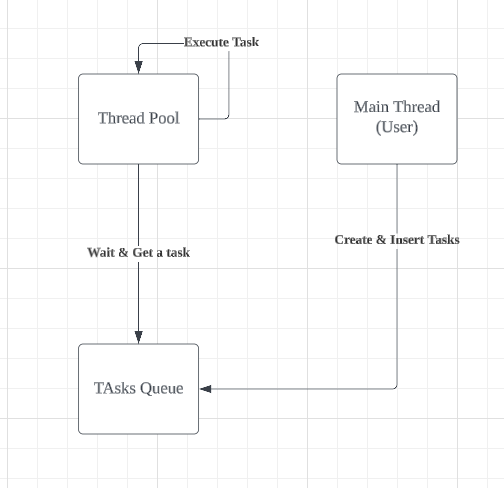 Execute Task
Thread Pool
Main Thread
(User)
Create & Insert Tasks
Wait & Get a task
TAsks Queue